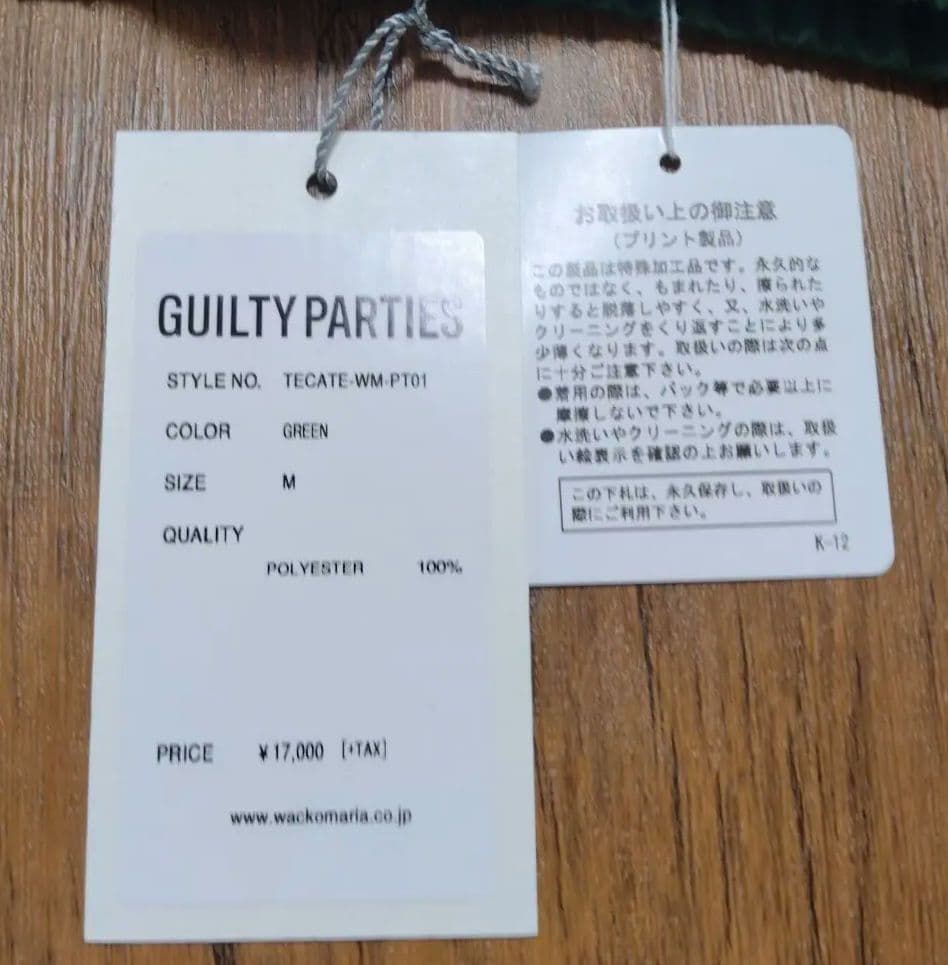 GUILTY PARTIES
STYLE NO. TECATE-WM-PT01
COLOR GREEN
SIZE M
QUALITY
POLYESTER 100%
PRICE ¥17,000 [+TAX]
www.wackomaria.co.jp
お取扱い上の御注意
(プリント製品)
この製品は特殊加工品です。永久的な
ものではなく、もまれたり、擦られた
りすると脱落しやすく、又、水洗いや
クリーニングをくり返すことにより多
少薄くなります。取扱いの際は次の点
に十分ご注意下さい。
●着用の際は、バック等で必要以上に
摩擦しないで下さい。
●水洗いやクリーニングの際は、取扱
い絵表示を確認の上お願いします。
この下札は、永久保存し、取扱いの
際にご利用下さい。
K-12